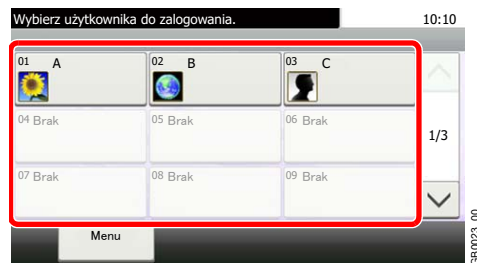 Wybierz użytkownika do zalogowania. 10:10
01 A 02 B 03 C
04 Brak 05 Brak 06 Brak
1/3
07 Brak 08 Brak 09 Brak
Menu
GB0023_00